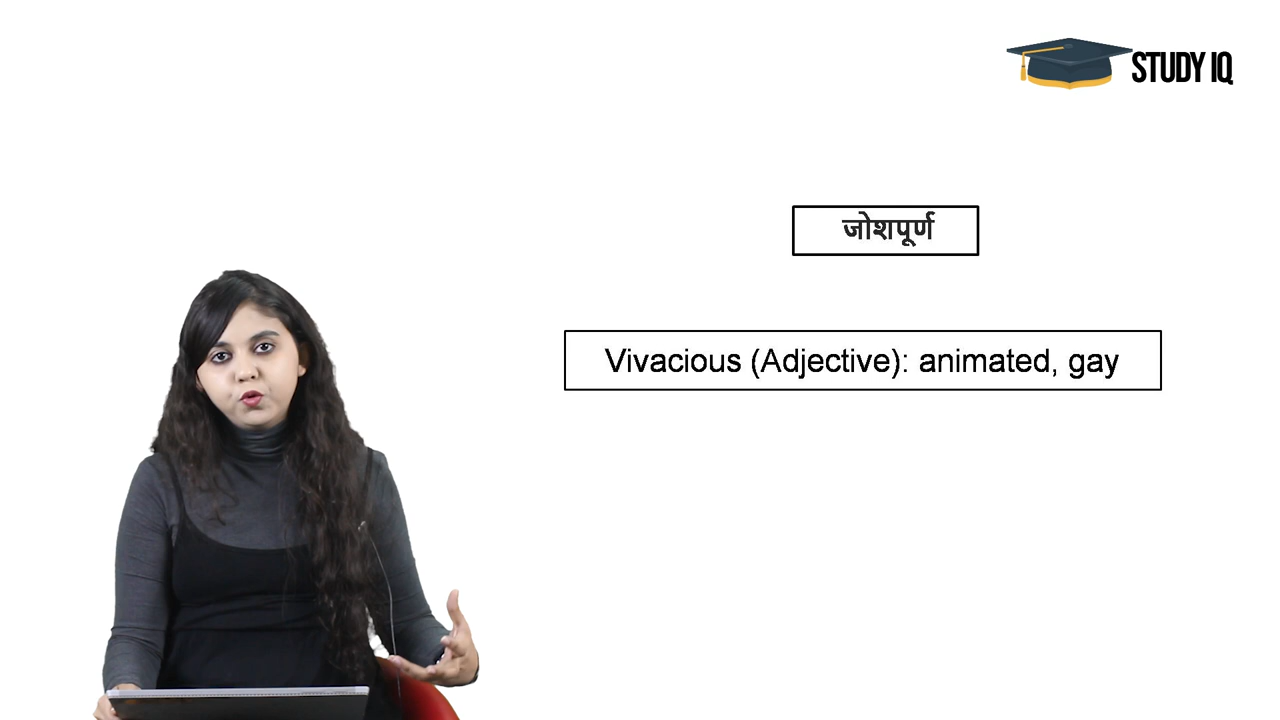 STUDY IQ
जोशपूर्ण
Vivacious (Adjective): animated, gay